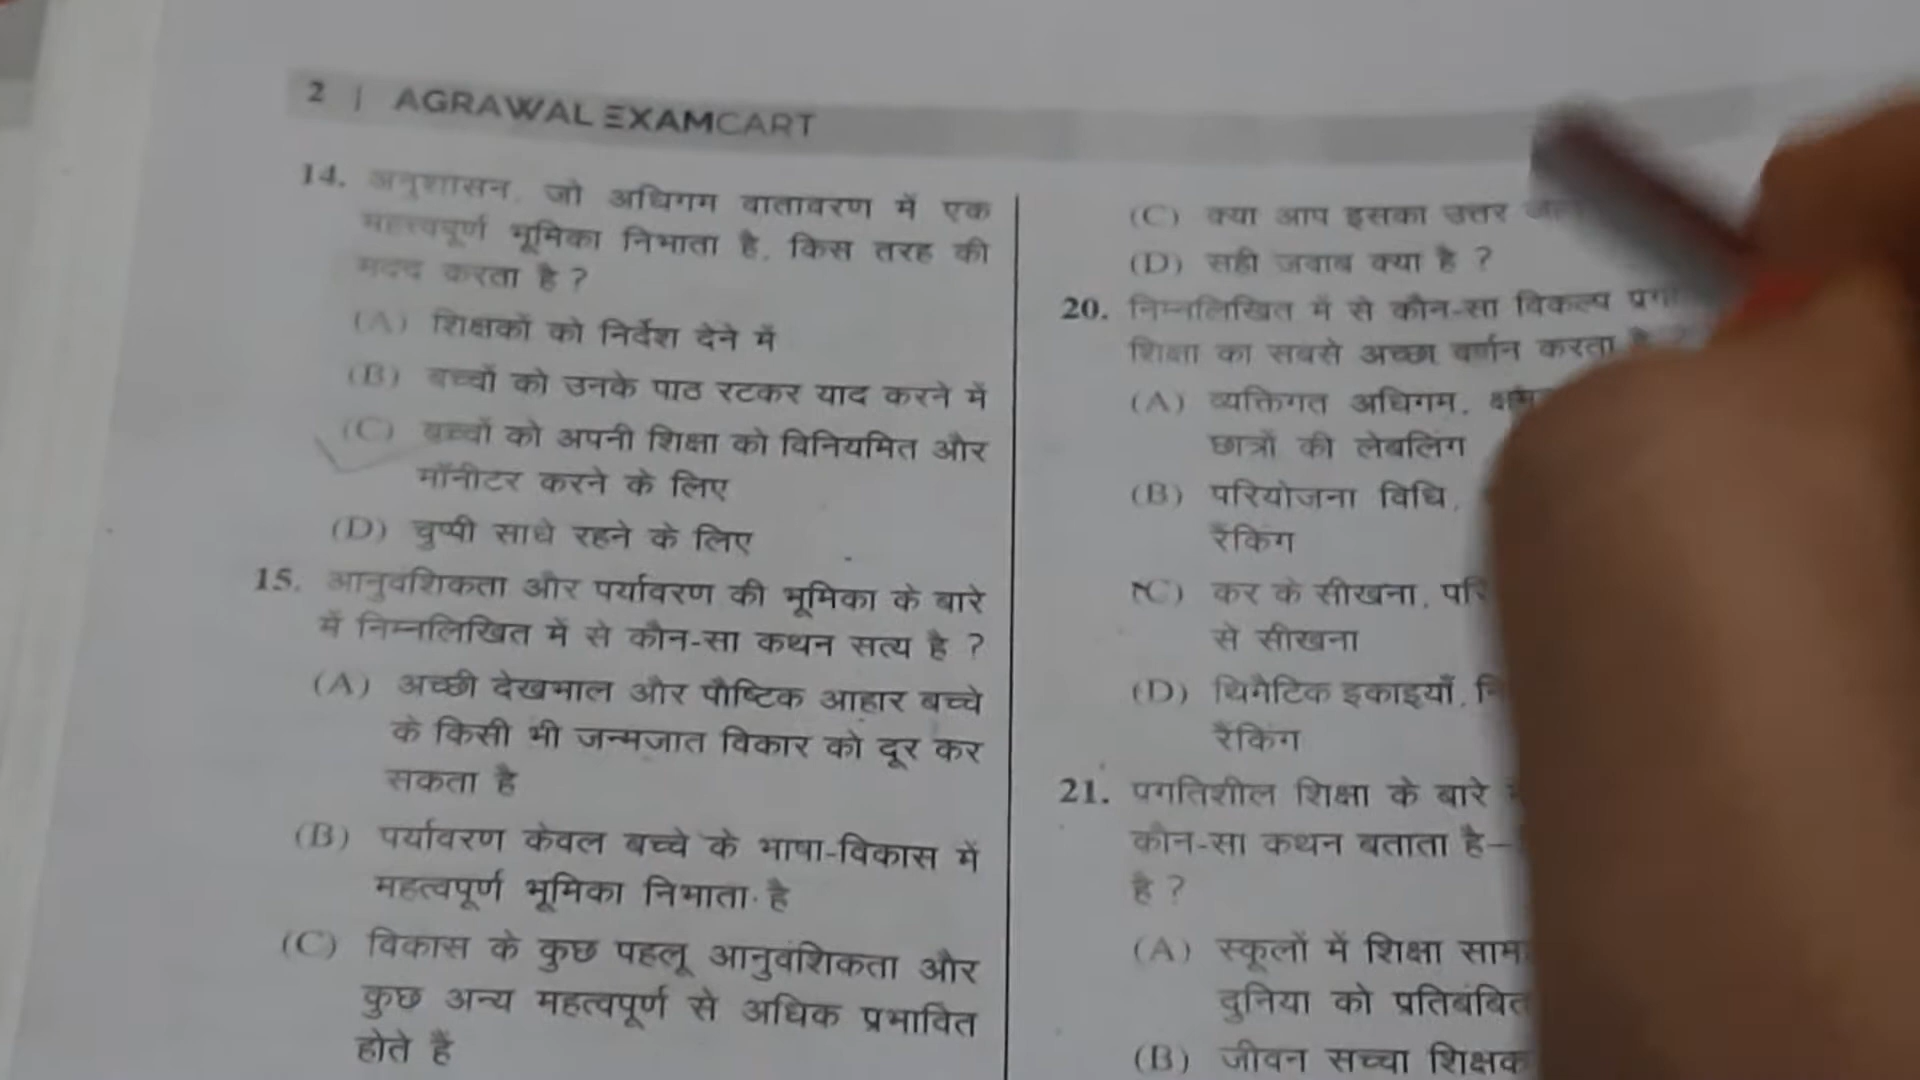 2 | AGRAWAL EXAMCART
14. अनुशासन, जो अधिगम वातावरण में एक
महत्त्वपूर्ण भूमिका निभाता है, किस तरह की
मदद करता है ?
(A) शिक्षकों को निर्देश देने में
(B) बच्चों को उनके पाठ रटकर याद करने में
(C) बच्चों को अपनी शिक्षा को विनियमित और
मॉनीटर करने के लिए
(D) चुप्पी साधे रहने के लिए
15. आनुवंशिकता और पर्यावरण की भूमिका के बारे
में निम्नलिखित में से कौन-सा कथन सत्य है ?
(A) अच्छी देखभाल और पौष्टिक आहार बच्चे
के किसी भी जन्मजात विकार को दूर कर
सकता है
(B) पर्यावरण केवल बच्चे के भाषा-विकास में
महत्वपूर्ण भूमिका निभाता है
(C) विकास के कुछ पहलू आनुवंशिकता और
कुछ अन्य महत्वपूर्ण से अधिक प्रभावित
होते हैं
(C) क्या आप इसका उत्तर
(D) सही जवाब क्या है ?
20. निम्नलिखित में से कौन-सा विकल्प
शिक्षा का सबसे अच्छा वर्णन करता है ?
(A) व्यक्तिगत अधिगम,
छात्रों की लेबलिंग
(B) परियोजना विधि,
रैंकिंग
(C) कर के सीखना,
से सीखना
(D) थिमैटिक इकाइयाँ,
रैंकिंग
21. पगतिशील शिक्षा के बारे
कौन-सा कथन बताता है–
है ?
(A) स्कूलों में शिक्षा
दुनिया को
(B) जीवन सच्चा